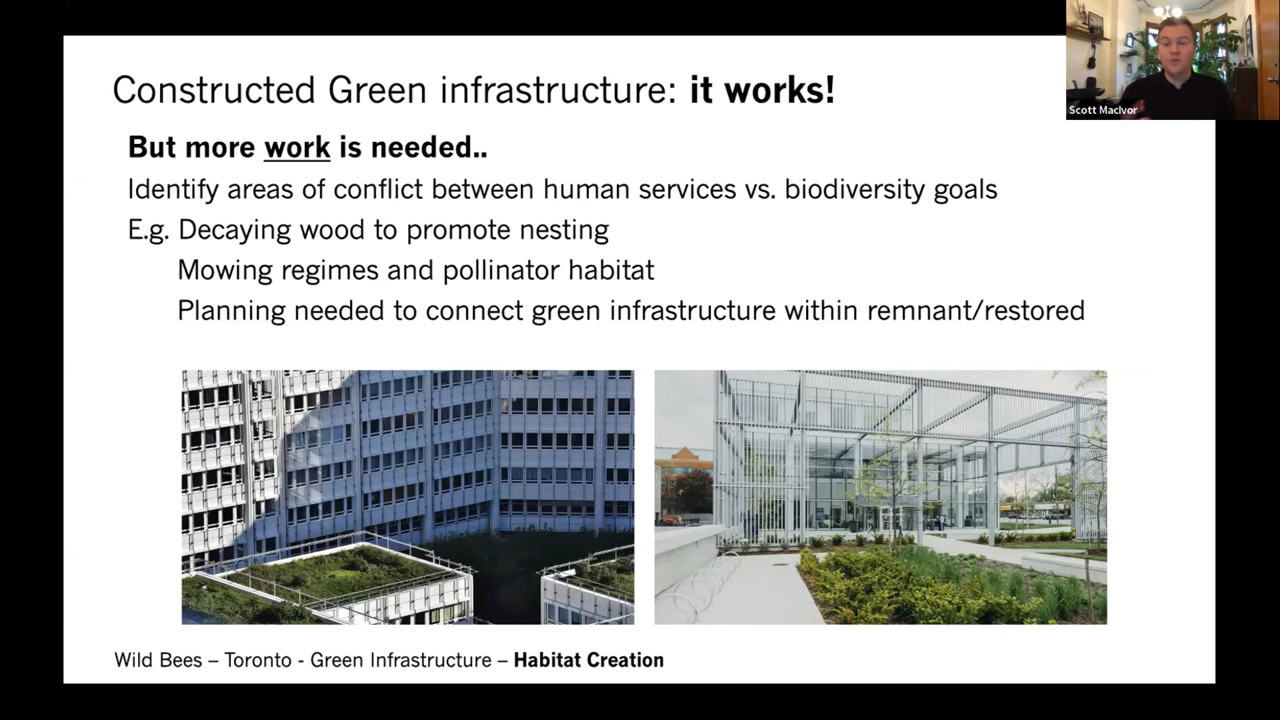 Constructed Green infrastructure: it works!
Scott MacIvor
But more work is needed..
Identify areas of conflict between human services vs. biodiversity goals
E.g. Decaying wood to promote nesting
Mowing regimes and pollinator habitat
Planning needed to connect green infrastructure within remnant/restored
Wild Bees – Toronto - Green Infrastructure – Habitat Creation